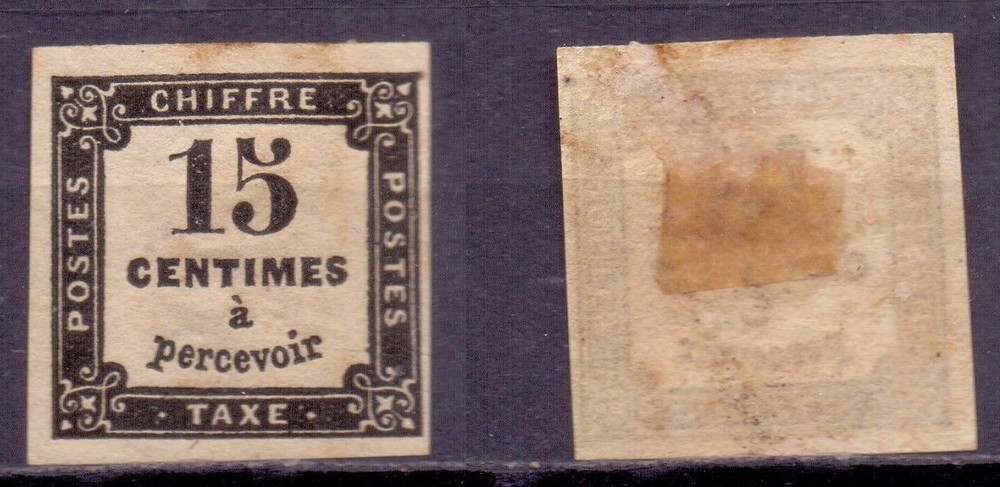 CHIFFRE
POSTES
15
CENTIMES
à
percevoir
POSTES
· TAXE ·